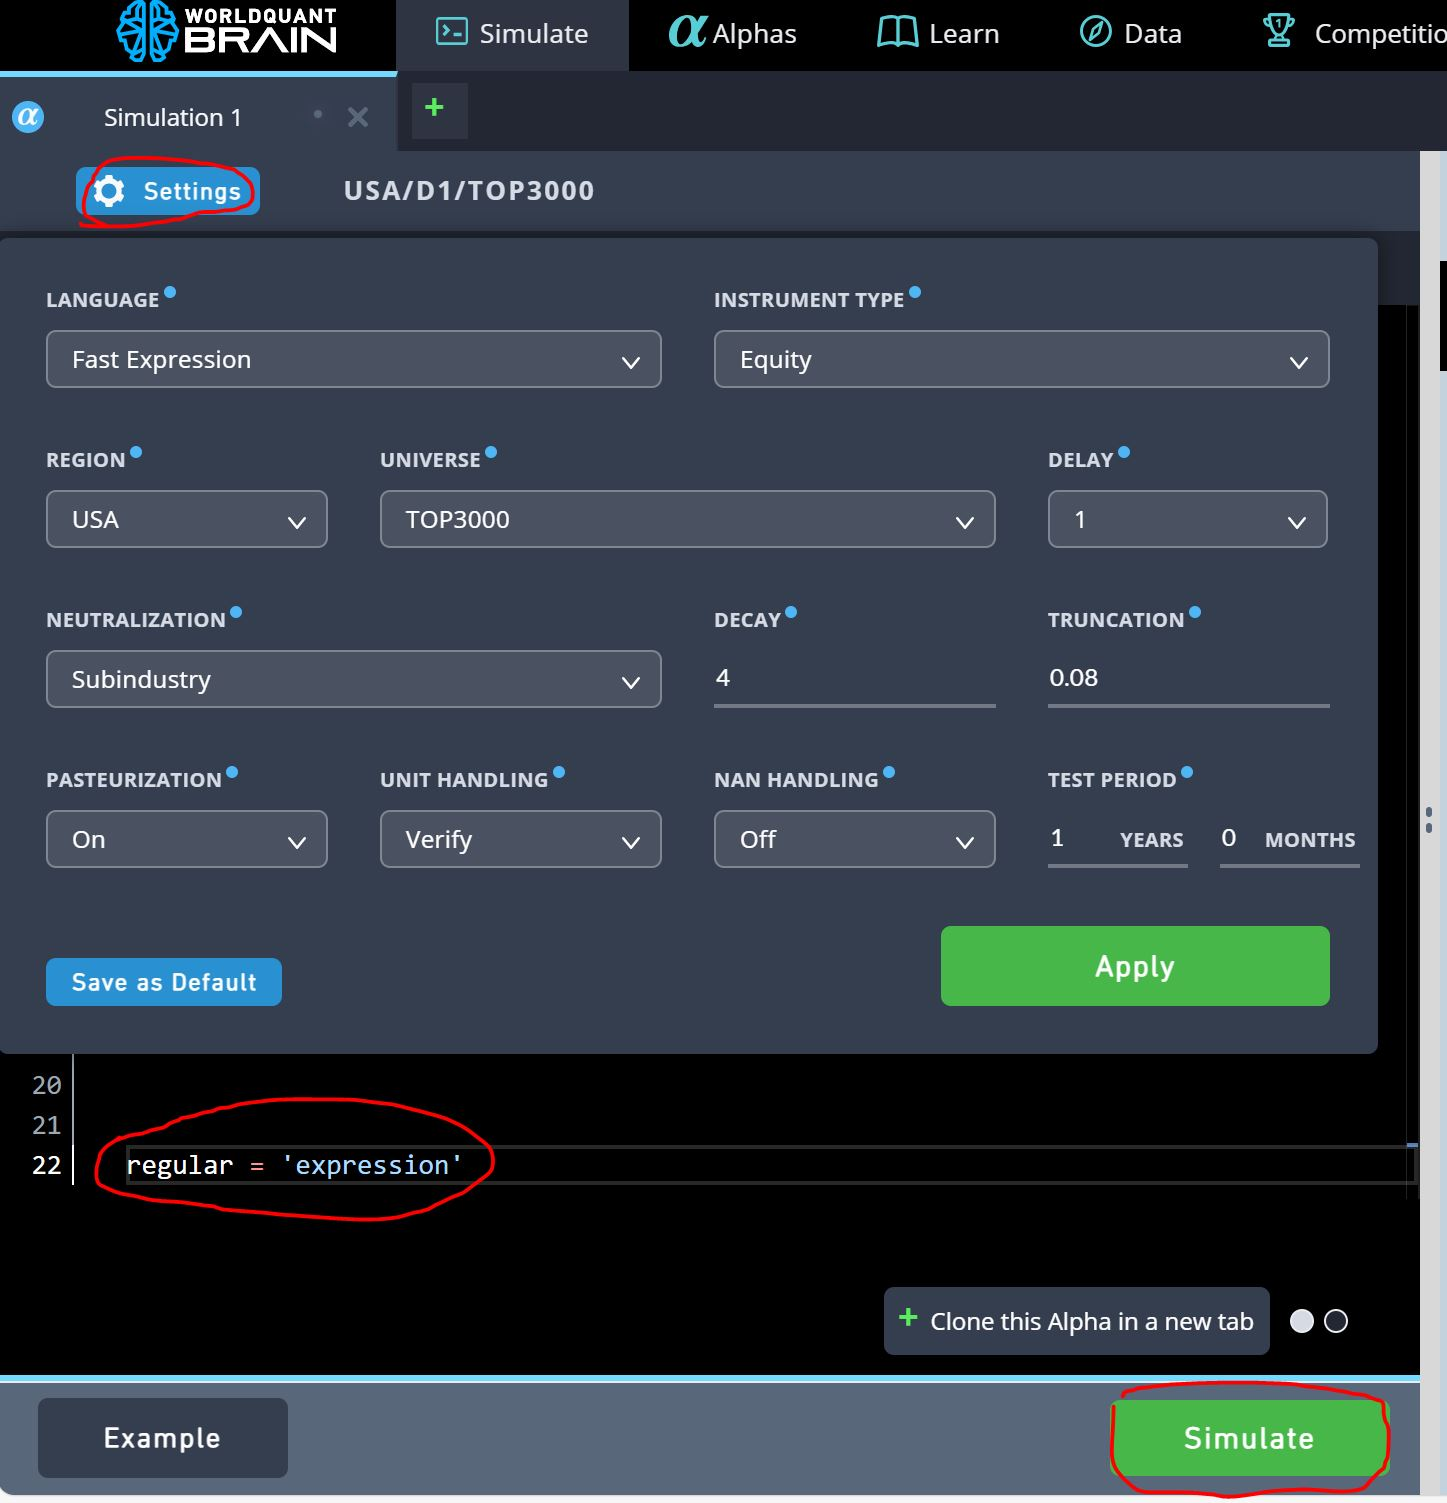 WORLDQUANT
BRAIN
Simulate
Alphas
Learn
Data
Competitio
α
Simulation 1
+
Settings
USA/D1/TOP3000
LANGUAGE
INSTRUMENT TYPE
Fast Expression
Equity
REGION
UNIVERSE
DELAY
USA
TOP3000
1
NEUTRALIZATION
DECAY
TRUNCATION
Subindustry
4
0.08
PASTEURIZATION
UNIT HANDLING
NAN HANDLING
TEST PERIOD
On
Verify
Off
1 YEARS 0 MONTHS
Save as Default
Apply
20
21
22 regular = 'expression'
+ Clone this Alpha in a new tab
Example
Simulate